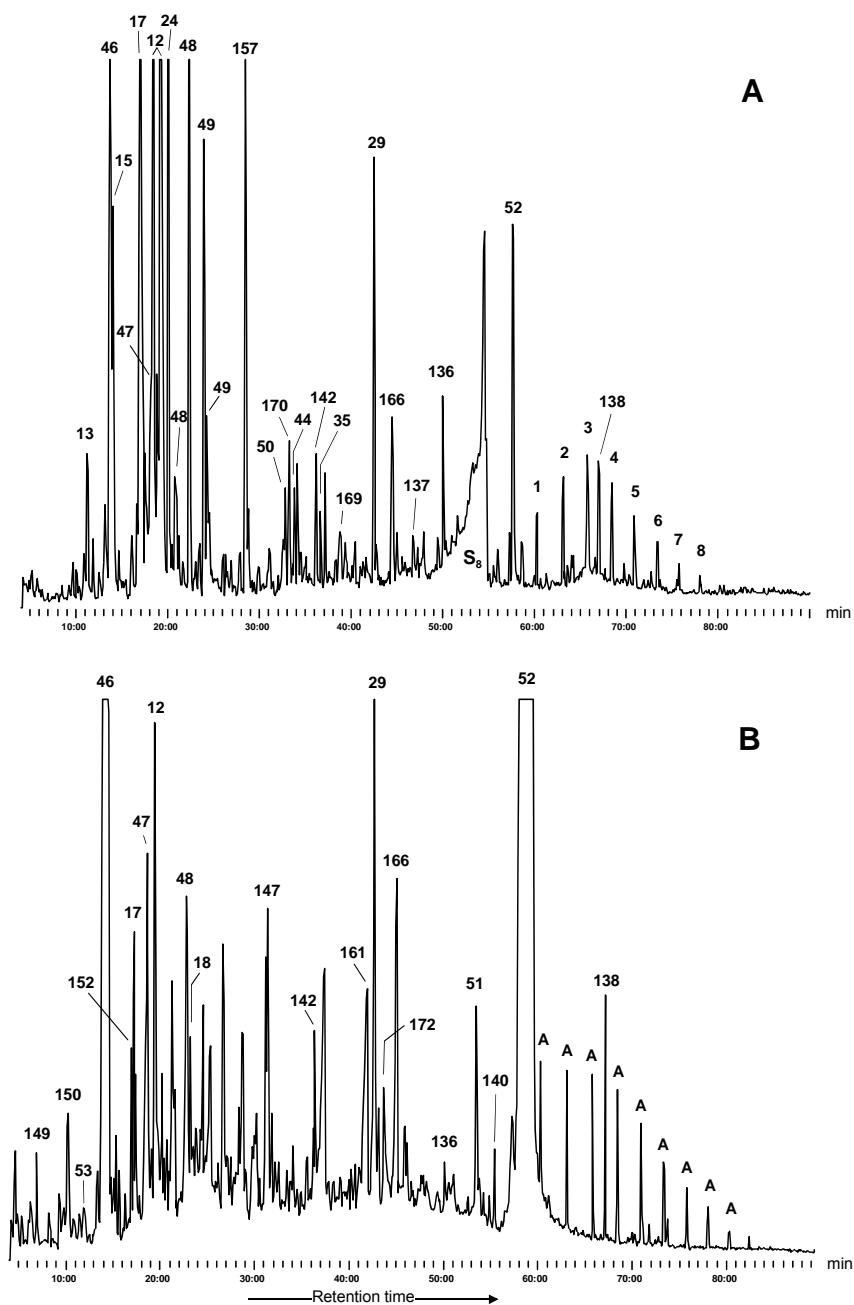 17 24
46 12 48 157
A
49 29
15
52
47
136
49 142 166 138
170 44 3
13 48 35 2 4
50
137 1 5
169 6
7
S8 8
min
10:00 20:00 30:00 40:00 50:00 60:00 70:00 80:00
46 29 52
12
B
47
166
48 147
17
161 51 138
152 18
142
172
A A A A
140
150 A
149 136 A
53 A
A A
min
10:00 20:00 30:00 40:00 50:00 60:00 70:00 80:00
Retention time